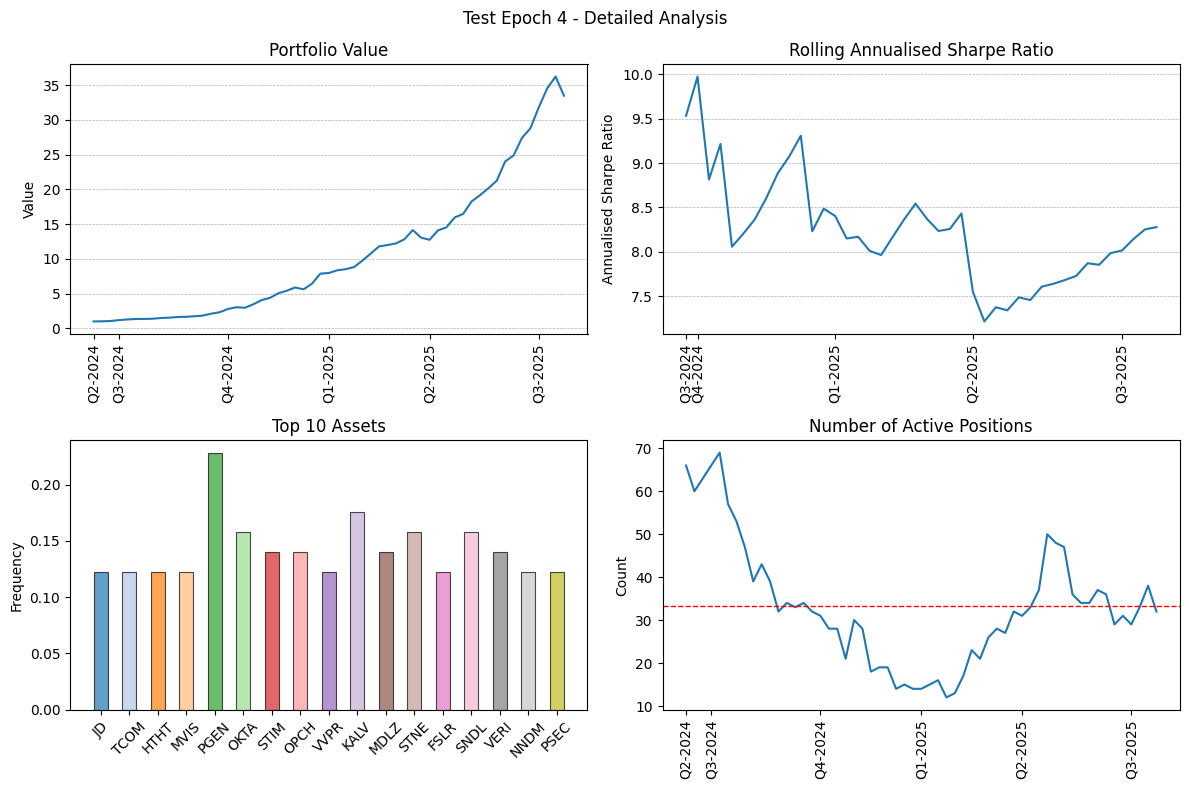 Test Epoch 4 - Detailed Analysis
Portfolio Value
Value
35
30
25
20
15
10
5
0
Q2-2024
Q3-2024
Q4-2024
Q1-2025
Q2-2025
Q3-2025
Rolling Annualised Sharpe Ratio
Annualised Sharpe Ratio
10.0
9.5
9.0
8.5
8.0
7.5
Q3-2024
Q4-2024
Q1-2025
Q2-2025
Q3-2025
Top 10 Assets
Frequency
0.20
0.15
0.10
0.05
0.00
JD
TCOM
HTHT
MVIS
PGEN
OKTA
STIM
OPCH
VVPR
KALV
MDLZ
STNE
FSLR
SNDL
VERI
NNDM
PSEC
Number of Active Positions
Count
70
60
50
40
30
20
10
Q2-2024
Q3-2024
Q4-2024
Q1-2025
Q2-2025
Q3-2025